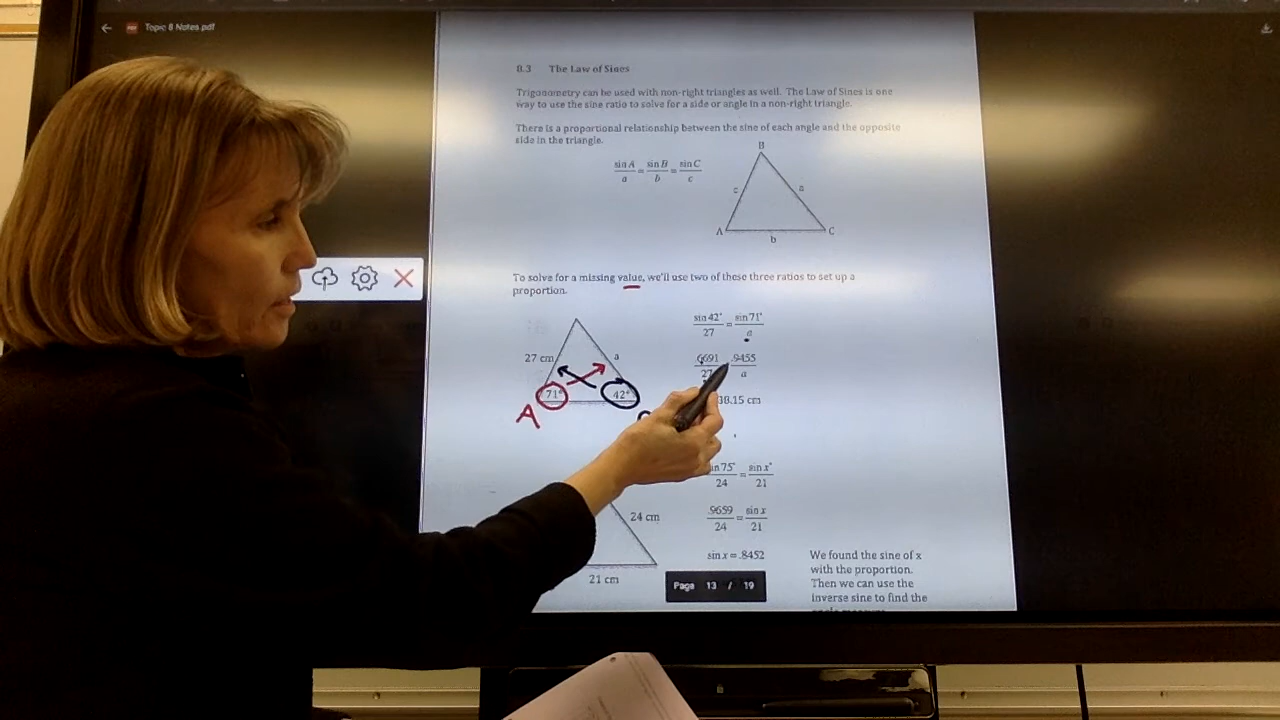 Topic 8 Notes.pdf
8.3 The Law of Sines
Trigonometry can be used with non-right triangles as well. The Law of Sines is one
way to use the sine ratio to solve for a side or angle in a non-right triangle.
There is a proportional relationship between the sine of each angle and the opposite
side in the triangle.
B
sin A / a = sin B / b = sin C / c
c a
A C
b
To solve for a missing value, we'll use two of these three ratios to set up a
proportion.
sin 42° / 27 = sin 71° / a
27 cm a
.6691 / 27 .9455 / a
71° 42°
38.15 cm
A
sin 75° / 24 = sin x° / 21
24 cm
.9659 / 24 = sin x / 21
sin x = .8452
21 cm
We found the sine of x
with the proportion.
Then we can use the
inverse sine to find the
Page 13 / 19